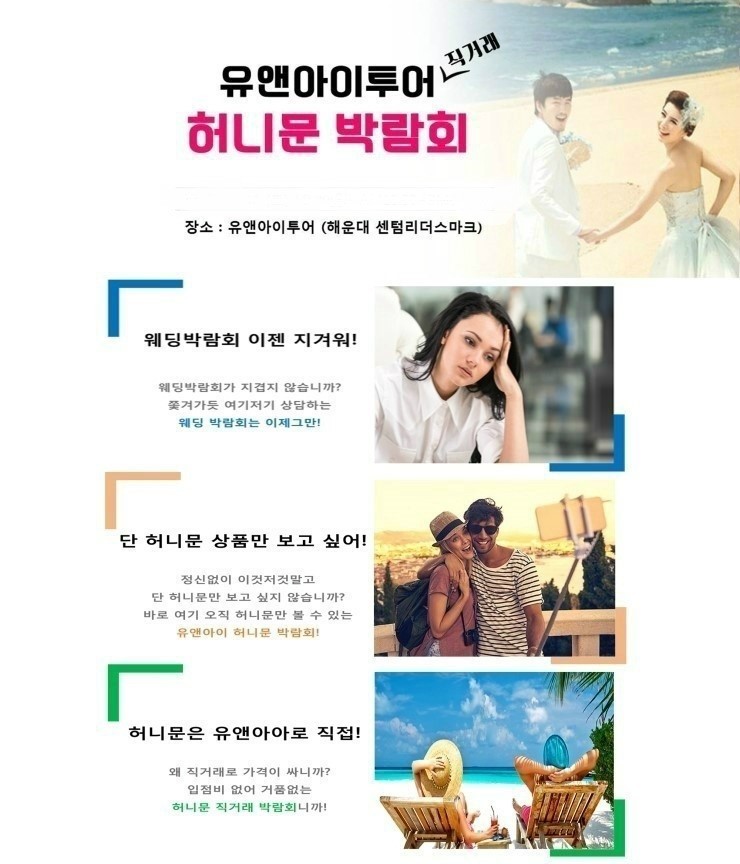 유앤아이투어 직거래
허니문 박람회
장소 : 유앤아이투어 (해운대 센텀리더스마크)
웨딩박람회 이젠 지겨워!
웨딩박람회가 지겹지 않습니까?
쫓겨가듯 여기저기 상담하는
웨딩 박람회는 이제그만!
단 허니문 상품만 보고 싶어!
정신없이 이것저것말고
단 허니문만 보고 싶지 않습니까?
바로 여기 오직 허니문만 볼 수 있는
유앤아이 허니문 박람회!
허니문은 유앤아아로 직접!
왜 직거래로 가격이 싸니까?
입점비 없어 거품없는
허니문 직거래 박람회니까!